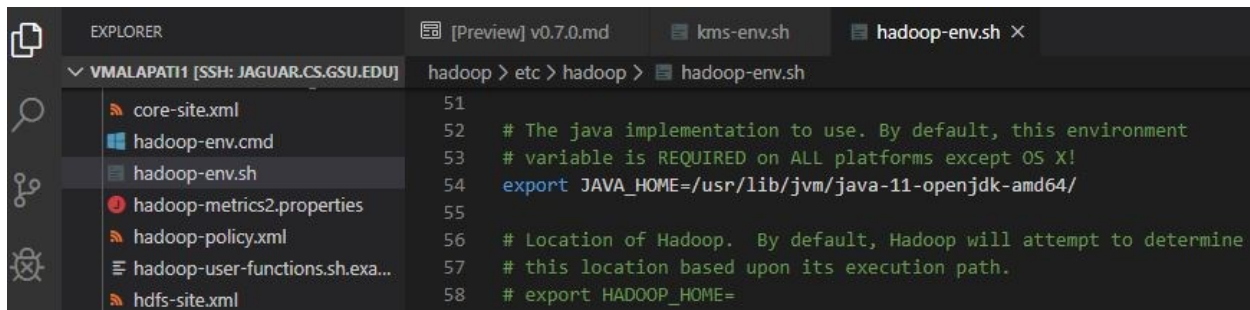 EXPLORER
[Preview] v0.7.0.md
kms-env.sh
hadoop-env.sh
VMALAPATI1 [SSH: JAGUAR.CS.GSU.EDU]
hadoop > etc > hadoop > hadoop-env.sh
core-site.xml
hadoop-env.cmd
hadoop-env.sh
hadoop-metrics2.properties
hadoop-policy.xml
hadoop-user-functions.sh.exa...
hdfs-site.xml
51
52 # The java implementation to use. By default, this environment
53 # variable is REQUIRED on ALL platforms except OS X!
54 export JAVA_HOME=/usr/lib/jvm/java-11-openjdk-amd64/
55
56 # Location of Hadoop.  By default, Hadoop will attempt to determine
57 # this location based upon its execution path.
58 # export HADOOP_HOME=